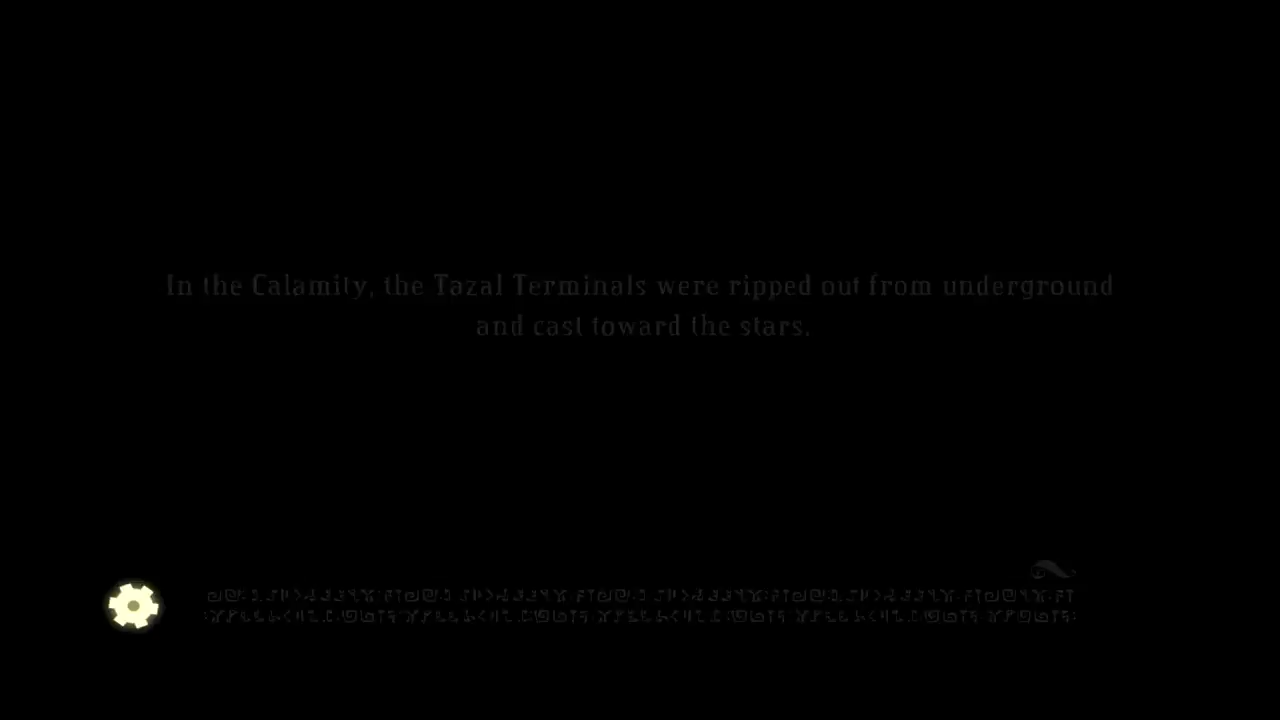 In the Calamity, the Tazal Terminals were ripped out from underground
and cast toward the stars.